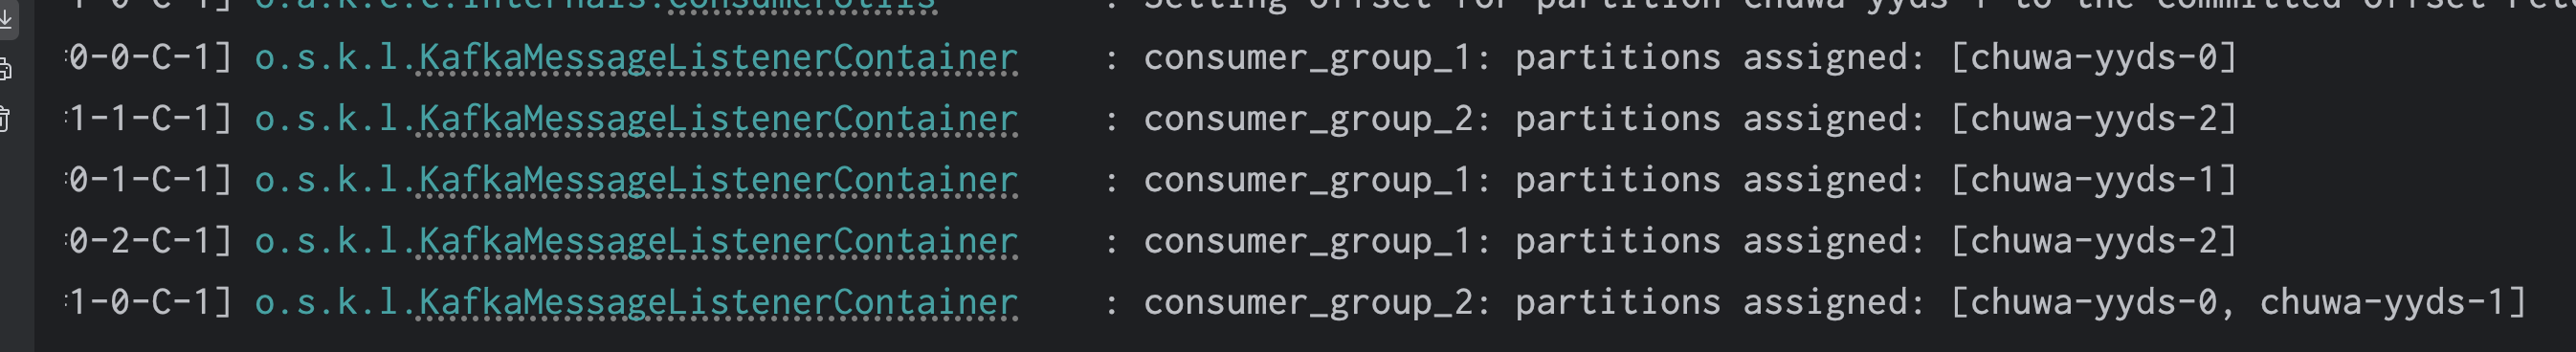 o.a.k.c.c.internals.ConsumerUtils : Setting offset for partition chuwa-yyds-1 to the committed offset
:0-0-C-1] o.s.k.l.KafkaMessageListenerContainer : consumer_group_1: partitions assigned: [chuwa-yyds-0]
:1-1-C-1] o.s.k.l.KafkaMessageListenerContainer : consumer_group_2: partitions assigned: [chuwa-yyds-2]
:0-1-C-1] o.s.k.l.KafkaMessageListenerContainer : consumer_group_1: partitions assigned: [chuwa-yyds-1]
:0-2-C-1] o.s.k.l.KafkaMessageListenerContainer : consumer_group_1: partitions assigned: [chuwa-yyds-2]
:1-0-C-1] o.s.k.l.KafkaMessageListenerContainer : consumer_group_2: partitions assigned: [chuwa-yyds-0, chuwa-yyds-1]